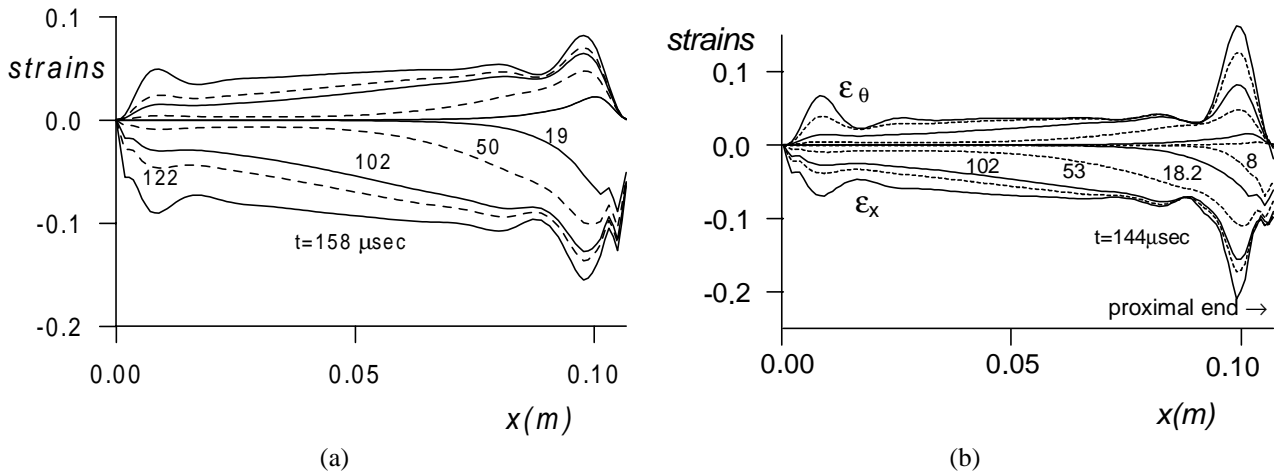 0.1
strains
0.0
-0.1
-0.2
19
50
102
122
t=158 μsec
0.00
0.05
0.10
x(m)
(a)
strains
0.1
0.0
-0.1
-0.2
ε θ
ε x
102
53
18.2
8
t=144μsec
proximal end →
0.00
0.05
0.10
x(m)
(b)